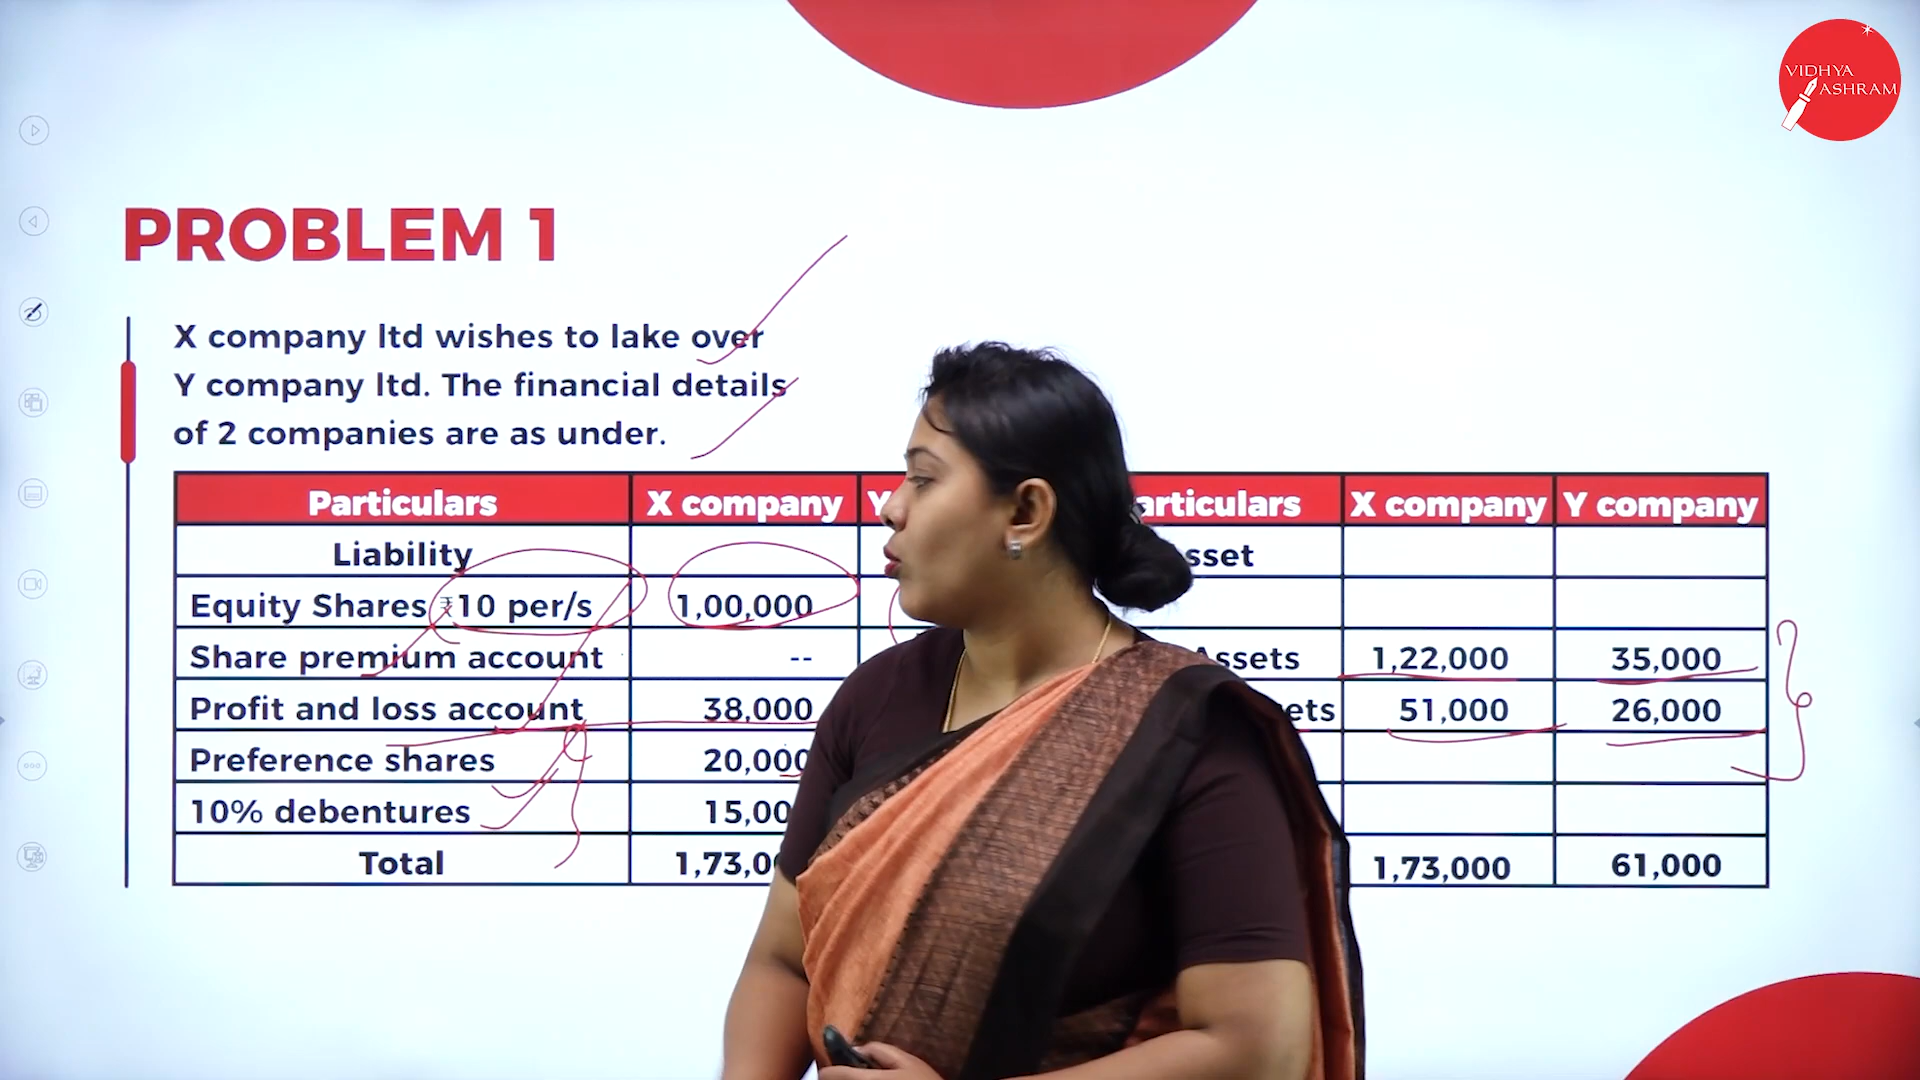 VIDHYA
ASHRAM
PROBLEM 1
X company ltd wishes to lake over
Y company ltd. The financial details
of 2 companies are as under.
Particulars X company Y X company Y company
Liability
Equity Shares ₹10 per/s 1,00,000
Share premium account -- Assets 1,22,000 35,000
Profit and loss account 38,000 51,000 26,000
Preference shares 20,000
10% debentures
Total 1,73,000 61,000